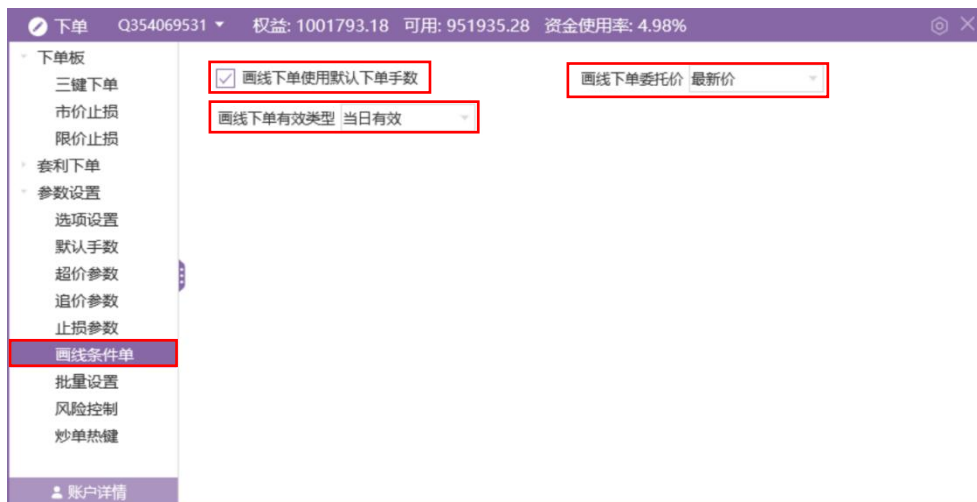 下单 Q354069531 权益: 1001793.18 可用: 951935.28 资金使用率: 4.98%
下单板
三键下单
市价止损
限价止损
套利下单
参数设置
选项设置
默认手数
超价参数
追价参数
止损参数
画线条件单
批量设置
风险控制
炒单热键
账户详情
画线下单使用默认下单手数
画线下单委托价 最新价
画线下单有效类型 当日有效